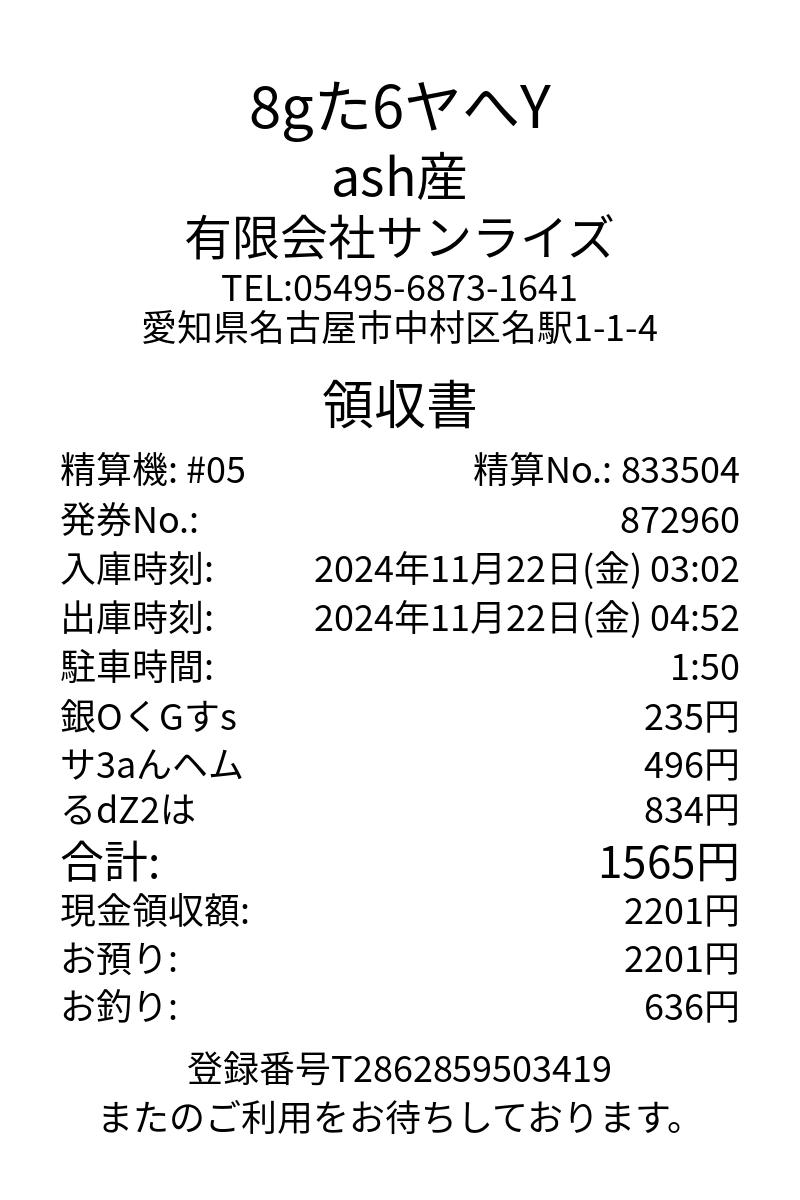 8gた6ヤヘY
ash産
有限会社サンライズ
TEL:05495-6873-1641
愛知県名古屋市中村区名駅1-1-4
領収書
精算機: #05 精算No.: 833504
発券No.: 872960
入庫時刻: 2024年11月22日(金) 03:02
出庫時刻: 2024年11月22日(金) 04:52
駐車時間: 1:50
銀OくGすs 235円
サ3aんヘム 496円
るdZ2は 834円
合計: 1565円
現金領収額: 2201円
お預り: 2201円
お釣り: 636円
登録番号T2862859503419
またのご利用をお待ちしております。